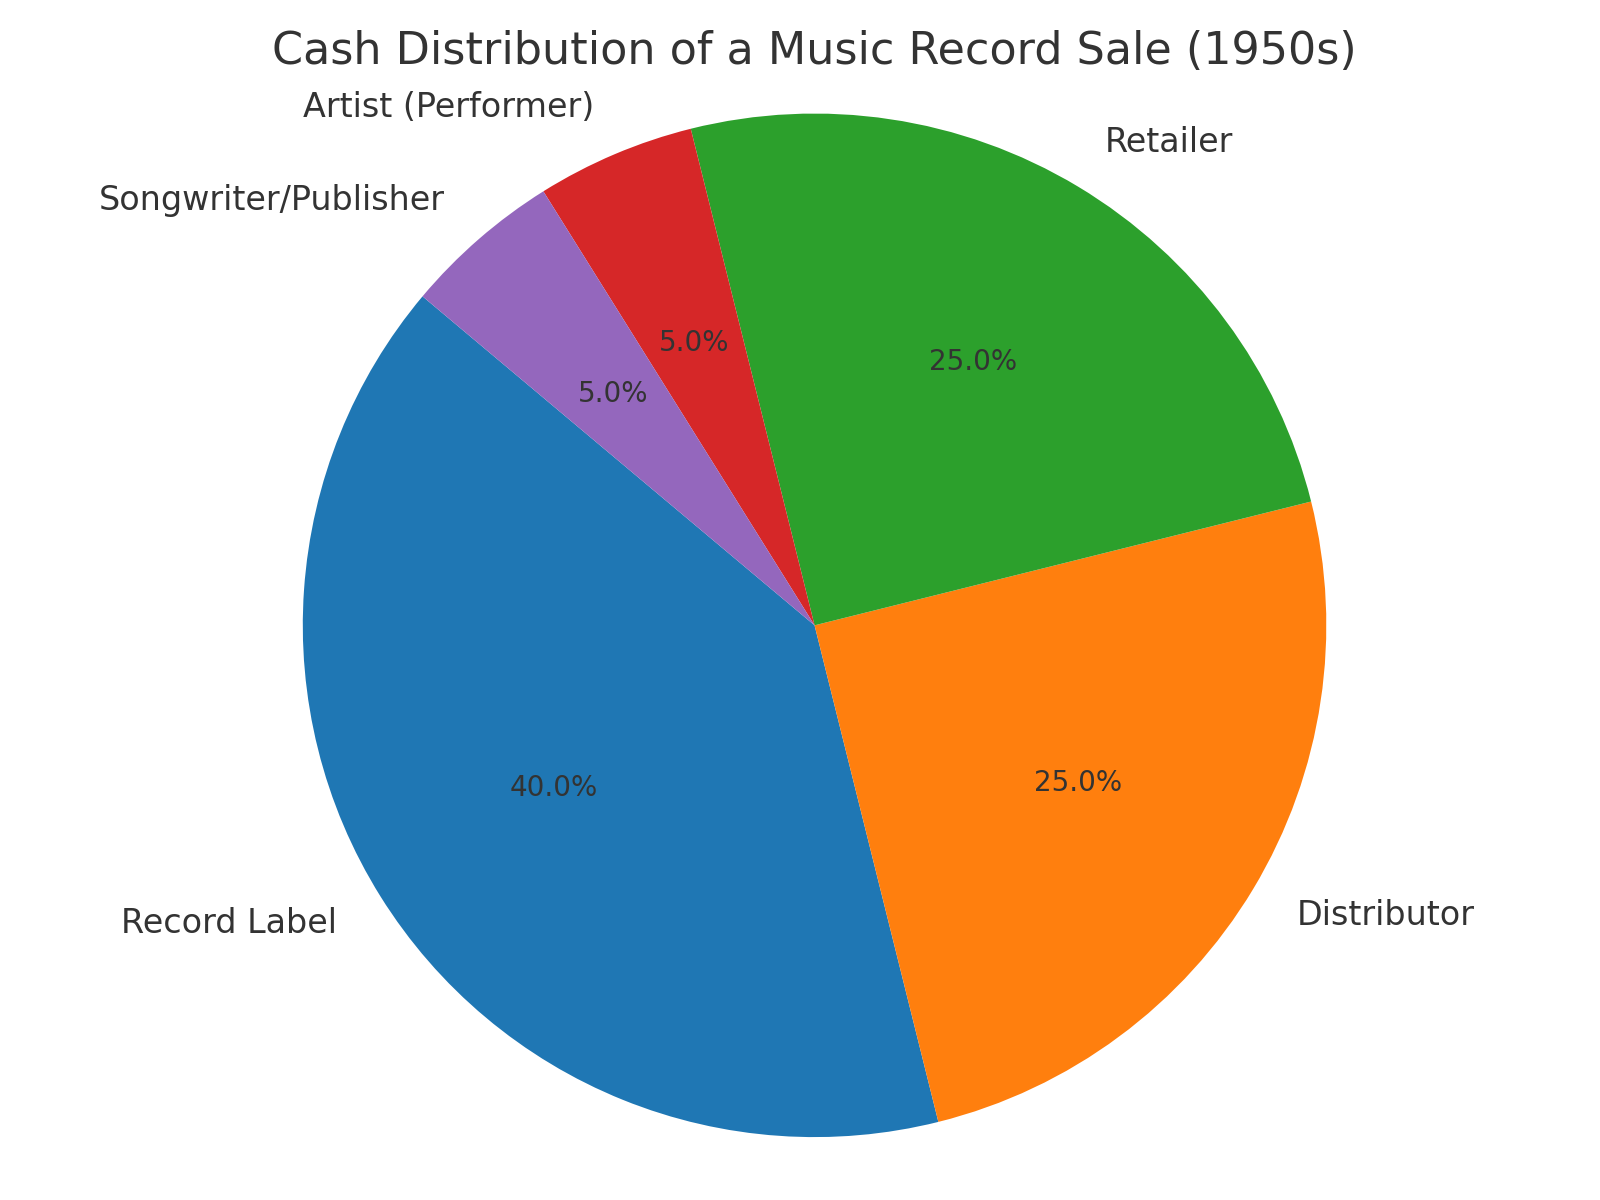 Cash Distribution of a Music Record Sale (1950s)
Artist (Performer)
Retailer
Songwriter/Publisher
5.0%
25.0%
5.0%
40.0%
25.0%
Record Label
Distributor